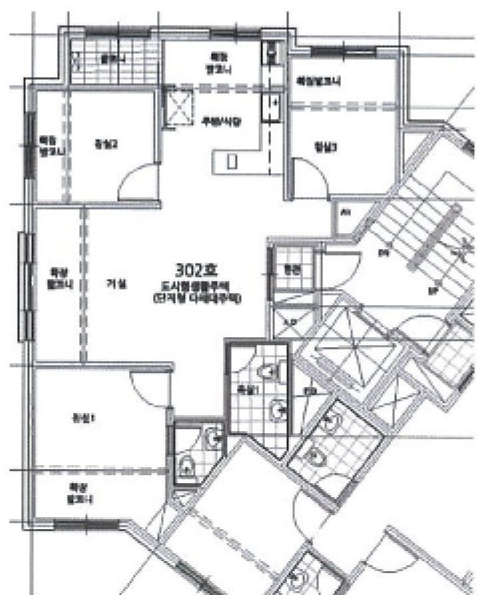 발코니
확장
발코니
확장발코니
확장
발코니
침실2
주방/식당
침실3
확장
발코니
거실
302호
도시형생활주택
(단지형 다세대주택)
현관
DN
UP
욕실1
침실1
확장
발코니